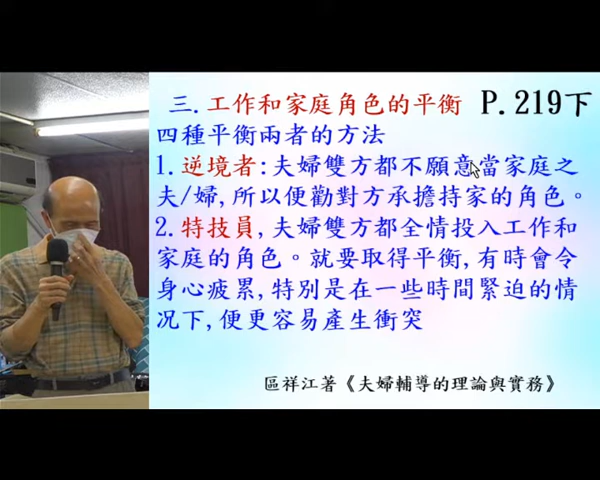 三.工作和家庭角色的平衡 P.219下
四種平衡兩者的方法
1.逆境者:夫婦雙方都不願意當家庭之
夫/婦,所以便勸對方承擔持家的角色。
2.特技員,夫婦雙方都全情投入工作和
家庭的角色。就要取得平衡,有時會令
身心疲累,特別是在一些時間緊迫的情
況下,便更容易產生衝突
區祥江著《夫婦輔導的理論與實務》